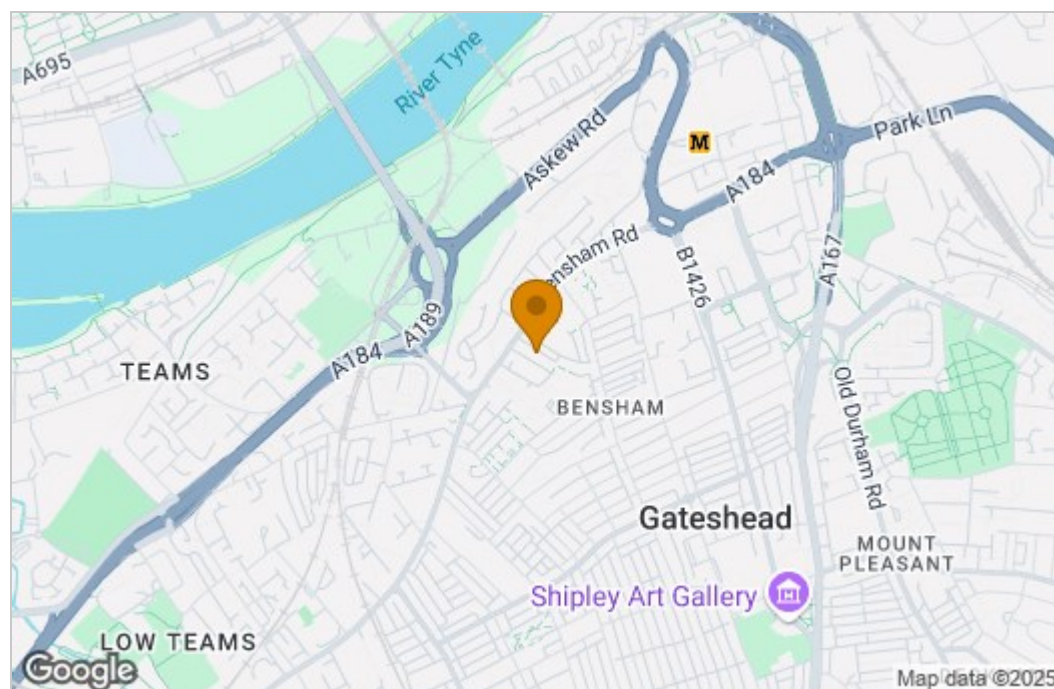 A695
River Tyne
Askew Rd
Park Ln
M
A184
ensham Rd
A167
B1426
A189
A184
TEAMS
BENSHAM
Old Durham Rd
Gateshead
MOUNT
PLEASANT
Shipley Art Gallery
LOW TEAMS
Google
Map data ©2025